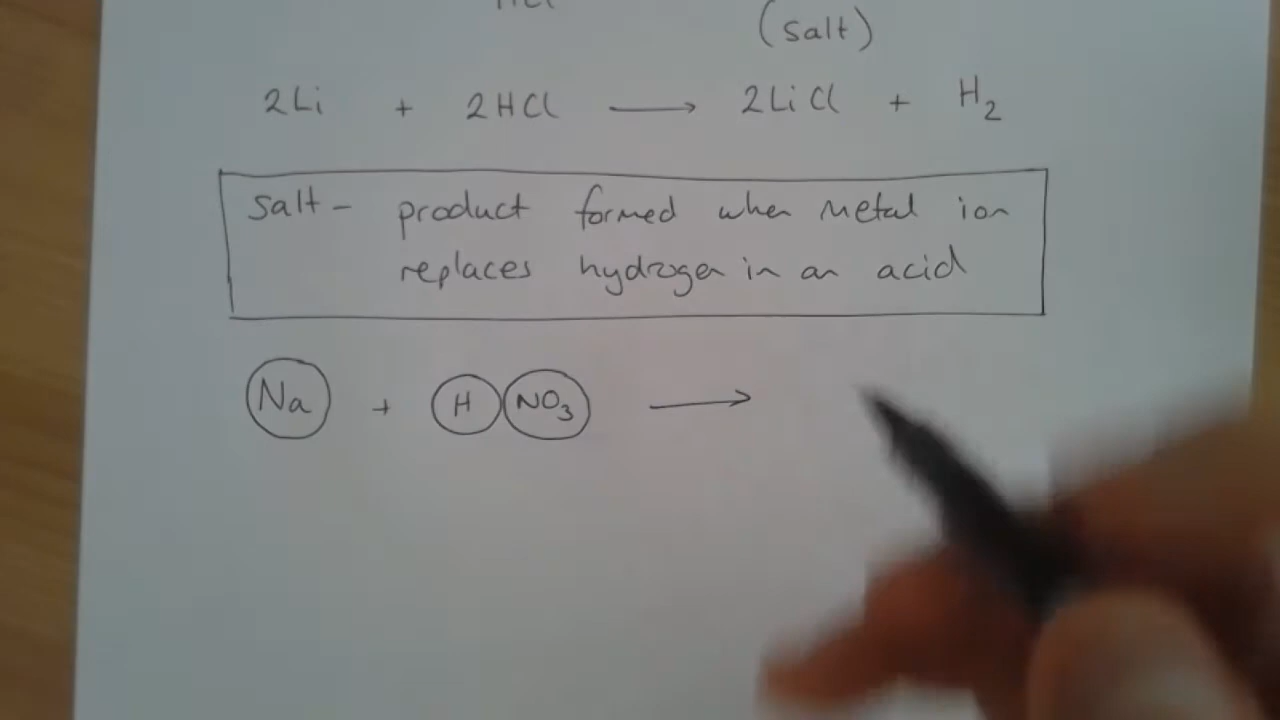 (salt)
2Li + 2HCl ⟶ 2LiCl + H₂
salt - product formed when metal ion
replaces hydrogen in an acid
Na + H NO₃ ⟶